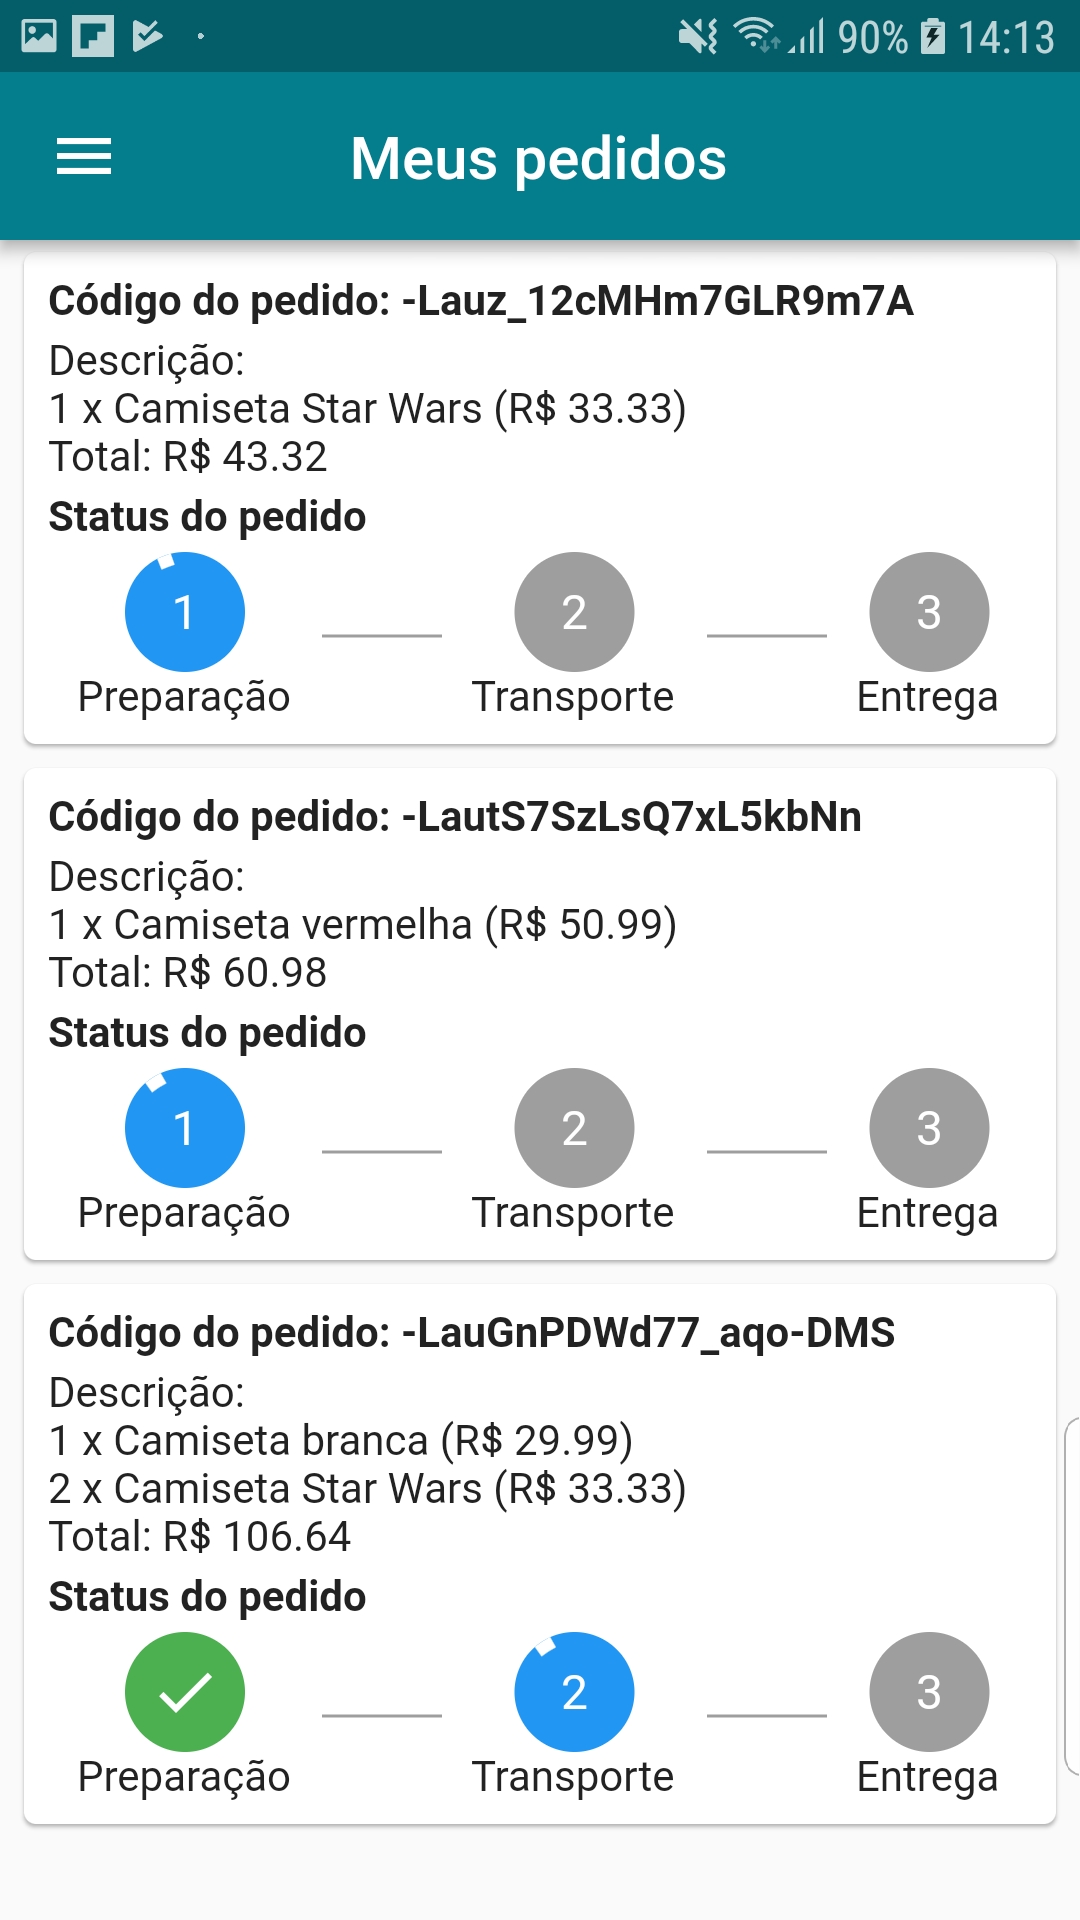 90% 14:13
Meus pedidos
Código do pedido: -Lauz_12cMHm7GLR9m7A
Descrição:
1 x Camiseta Star Wars (R$ 33.33)
Total: R$ 43.32
Status do pedido
1 2 3
Preparação Transporte Entrega
Código do pedido: -LautS7SzLsQ7xL5kbNn
Descrição:
1 x Camiseta vermelha (R$ 50.99)
Total: R$ 60.98
Status do pedido
1 2 3
Preparação Transporte Entrega
Código do pedido: -LauGnPDWd77_aqo-DMS
Descrição:
1 x Camiseta branca (R$ 29.99)
2 x Camiseta Star Wars (R$ 33.33)
Total: R$ 106.64
Status do pedido
2 3
Preparação Transporte Entrega